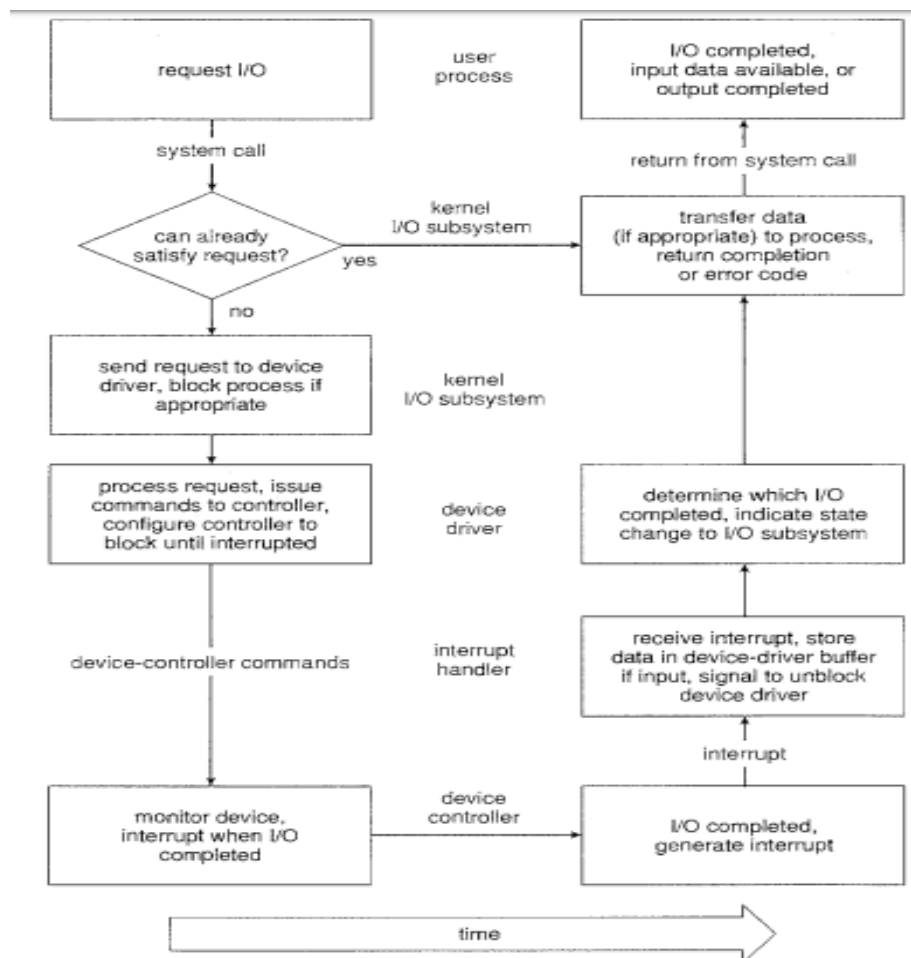 request I/O
user
process
I/O completed,
input data available, or
output completed
system call
return from system call
can already
satisfy request?
kernel
I/O subsystem
yes
transfer data
(if appropriate) to process,
return completion
or error code
no
send request to device
driver, block process if
appropriate
kernel
I/O subsystem
process request, issue
commands to controller,
configure controller to
block until interrupted
device
driver
determine which I/O
completed, indicate state
change to I/O subsystem
device-controller commands
interrupt
handler
receive interrupt, store
data in device-driver buffer
if input, signal to unblock
device driver
interrupt
monitor device,
interrupt when I/O
completed
device
controller
I/O completed,
generate interrupt
time